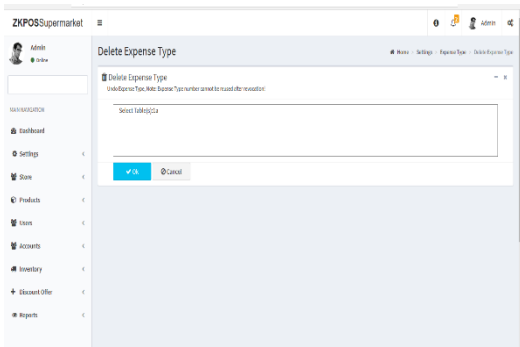 ZKPOSSupermarket
Admin
Admin
Online
Delete Expense Type
Home
Settings
Expense Type
Delete Expense Type
Delete Expense Type
Undo Expense Type, Note: Expense Type number cannot be reused after revocation!
Select
Ok
Cancel
MAIN NAVIGATION
Dashboard
Settings
Store
Products
Users
Accounts
Inventory
Discount Offer
Reports